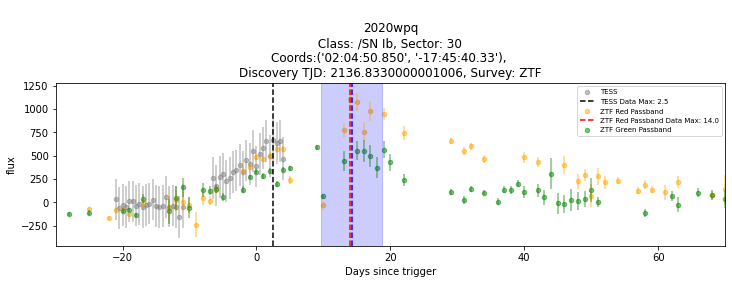 2020wpq
Class: /SN Ib, Sector: 30
Coords:('02:04:50.850', '-17:45:40.33'),
Discovery TJD: 2136.8330000001006, Survey: ZTF
flux
1250
1000
750
500
250
0
−250
−20
0
20
40
60
Days since trigger
TESS
TESS Data Max: 2.5
ZTF Red Passband
ZTF Red Passband Data Max: 14.0
ZTF Green Passband